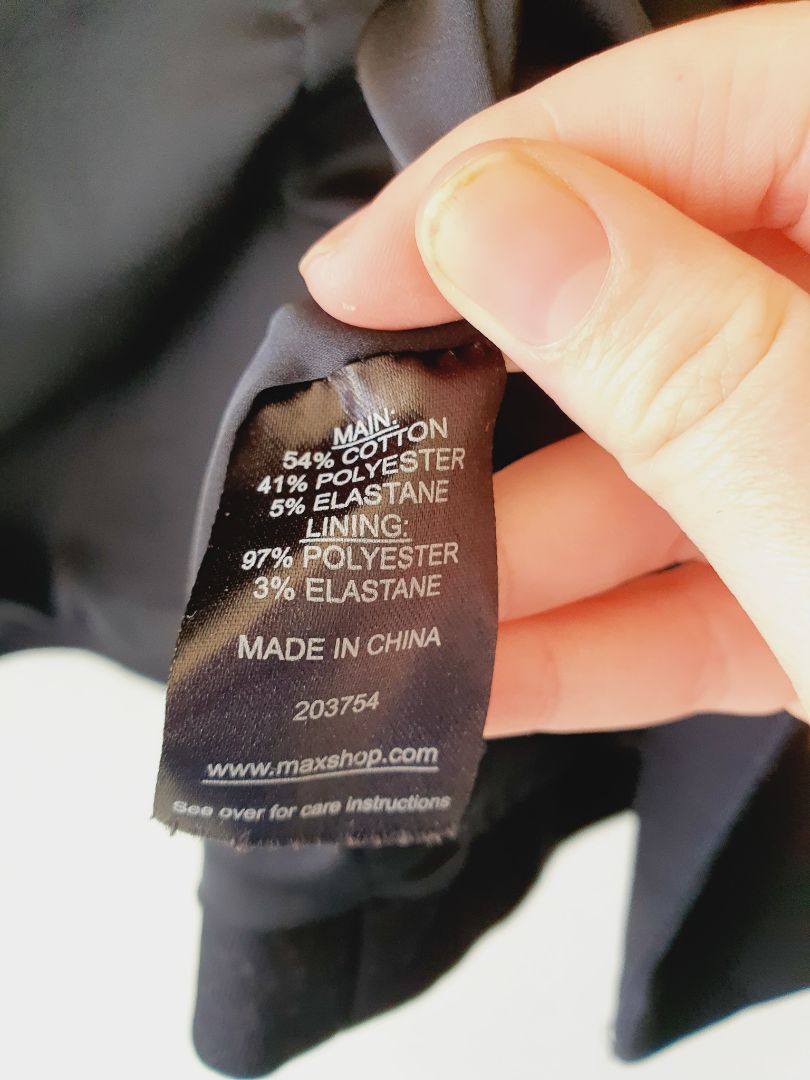 MAIN:
54% COTTON
41% POLYESTER
5% ELASTANE
LINING:
97% POLYESTER
3% ELASTANE
MADE IN CHINA
203754
www.maxshop.com
See over for care instructions